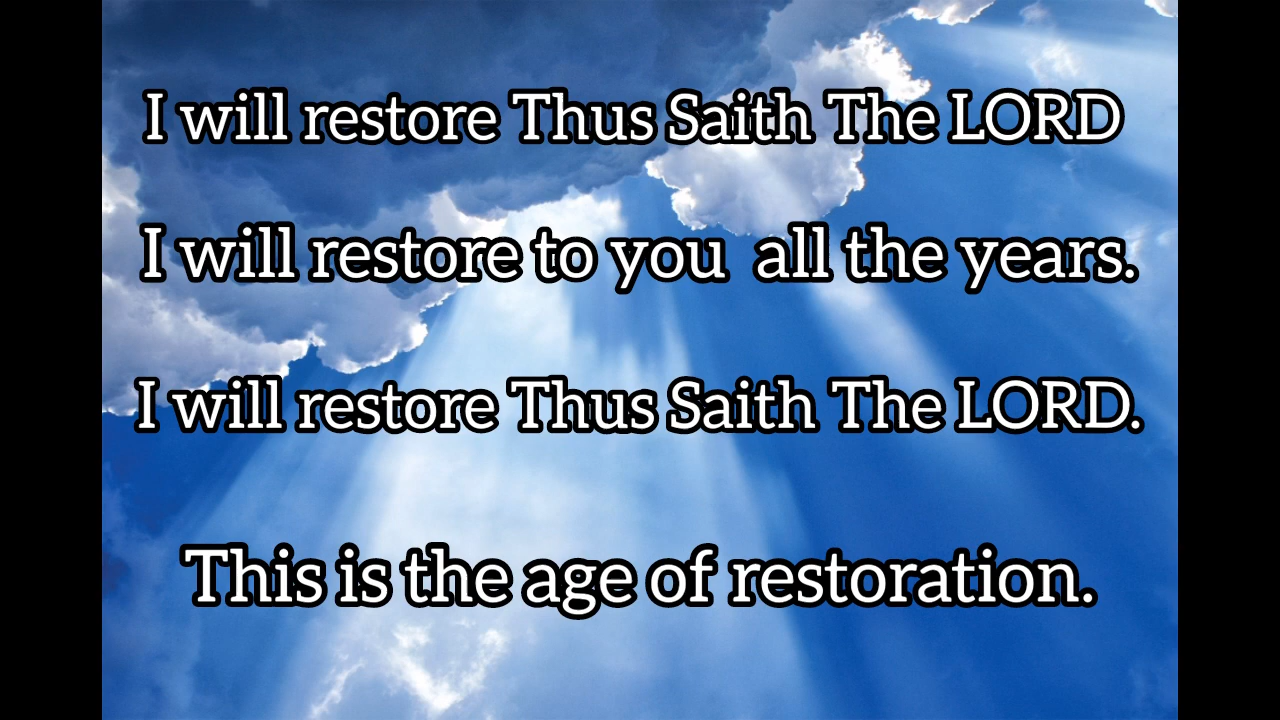 I will restore Thus Saith The LORD
I will restore to you  all the years.
I will restore Thus Saith The LORD.
This is the age of restoration.